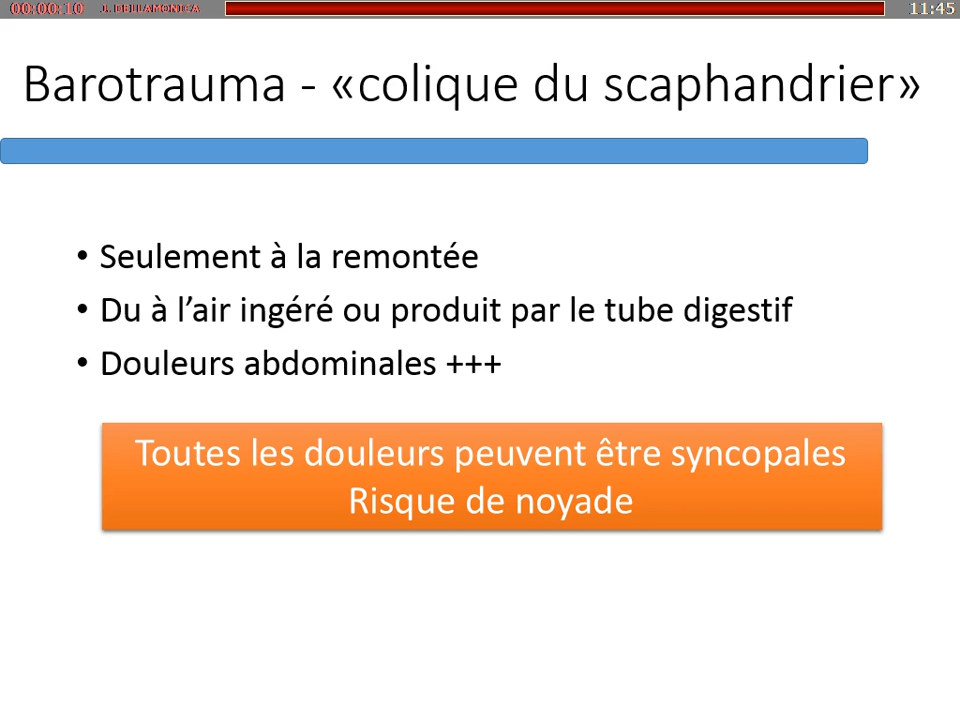 00:00:10 J. DELLAMONICA 11:45
Barotrauma - «colique du scaphandrier»
• Seulement à la remontée
• Du à l’air ingéré ou produit par le tube digestif
• Douleurs abdominales +++
Toutes les douleurs peuvent être syncopales
Risque de noyade